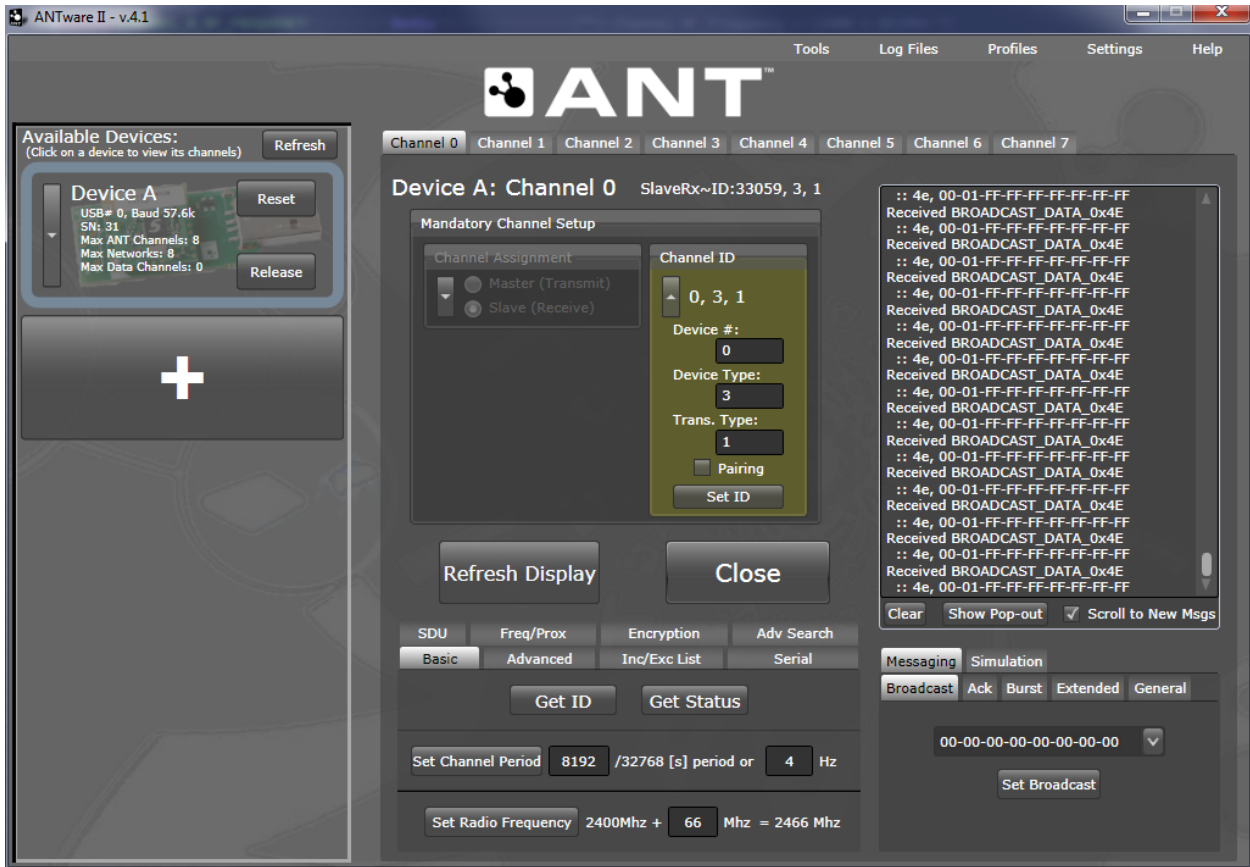 ANTware II - v.4.1
Tools Log Files Profiles Settings Help
ANT™
Available Devices:
(Click on a device to view its channels)
Refresh
Device A
USB# 0, Baud 57.6k
SN: 31
Max ANT Channels: 8
Max Networks: 8
Max Data Channels: 0
Reset
Release
Channel 0 Channel 1 Channel 2 Channel 3 Channel 4 Channel 5 Channel 6 Channel 7
Device A: Channel 0 SlaveRx~ID:33059, 3, 1
Mandatory Channel Setup
Channel Assignment
Master (Transmit)
Slave (Receive)
Channel ID
0, 3, 1
Device #:
0
Device Type:
3
Trans. Type:
1
Pairing
Set ID
Refresh Display
Close
SDU Freq/Prox Encryption Adv Search
Basic Advanced Inc/Exc List Serial
Get ID Get Status
Set Channel Period 8192 /32768 [s] period or 4 Hz
Set Radio Frequency 2400Mhz + 66 Mhz = 2466 Mhz
:: 4e, 00-01-FF-FF-FF-FF-FF-FF
Received BROADCAST_DATA_0x4E
:: 4e, 00-01-FF-FF-FF-FF-FF-FF
Received BROADCAST_DATA_0x4E
:: 4e, 00-01-FF-FF-FF-FF-FF-FF
Received BROADCAST_DATA_0x4E
:: 4e, 00-01-FF-FF-FF-FF-FF-FF
Received BROADCAST_DATA_0x4E
:: 4e, 00-01-FF-FF-FF-FF-FF-FF
Received BROADCAST_DATA_0x4E
:: 4e, 00-01-FF-FF-FF-FF-FF-FF
Received BROADCAST_DATA_0x4E
:: 4e, 00-01-FF-FF-FF-FF-FF-FF
Received BROADCAST_DATA_0x4E
:: 4e, 00-01-FF-FF-FF-FF-FF-FF
Received BROADCAST_DATA_0x4E
:: 4e, 00-01-FF-FF-FF-FF-FF-FF
Received BROADCAST_DATA_0x4E
:: 4e, 00-01-FF-FF-FF-FF-FF-FF
Received BROADCAST_DATA_0x4E
:: 4e, 00-01-FF-FF-FF-FF-FF-FF
Received BROADCAST_DATA_0x4E
:: 4e, 00-01-FF-FF-FF-FF-FF-FF
Received BROADCAST_DATA_0x4E
:: 4e, 00-01-FF-FF-FF-FF-FF-FF
Clear Show Pop-out Scroll to New Msgs
Messaging Simulation
Broadcast Ack Burst Extended General
00-00-00-00-00-00-00-00
Set Broadcast